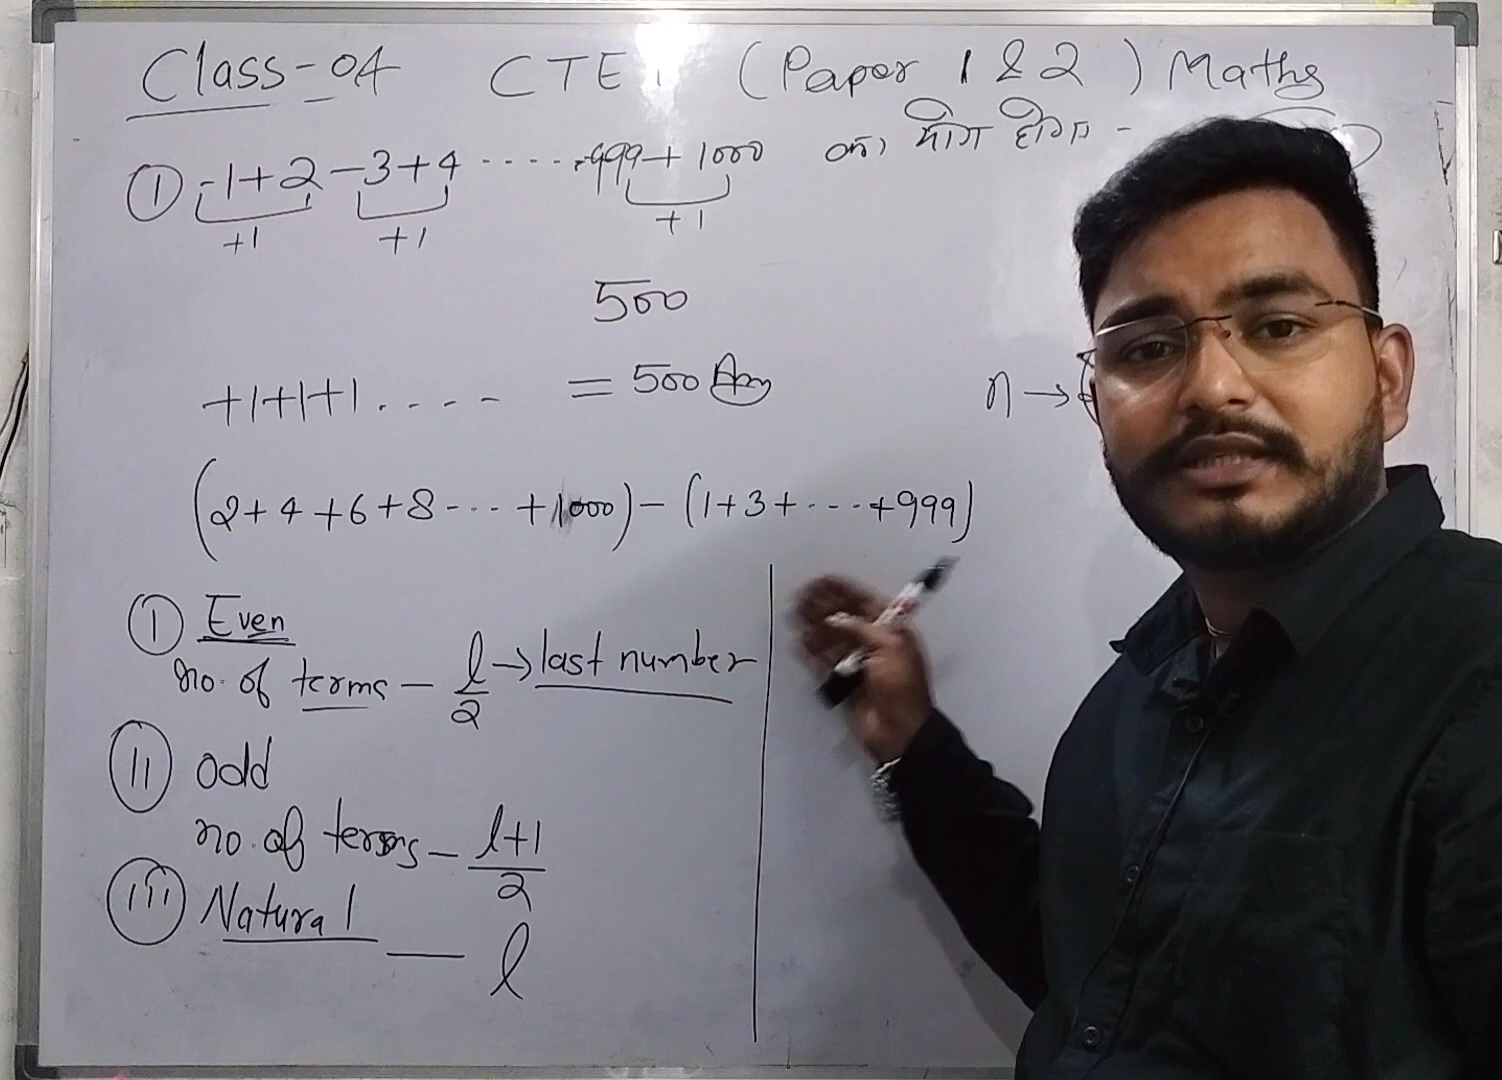 Class-04 CTET (Paper 1 & 2) Maths
① -1+2-3+4 ......-999+1000 का योग होगा -
+1 +1 +1
500
+1+1+1.... = 500 Ans
n →
(2+4+6+8---+1000)-(1+3+---+999)
① Even
no. of terms - l/2 → last number
(ii) odd
no. of terms - l+1/2
(iii) Natural — l